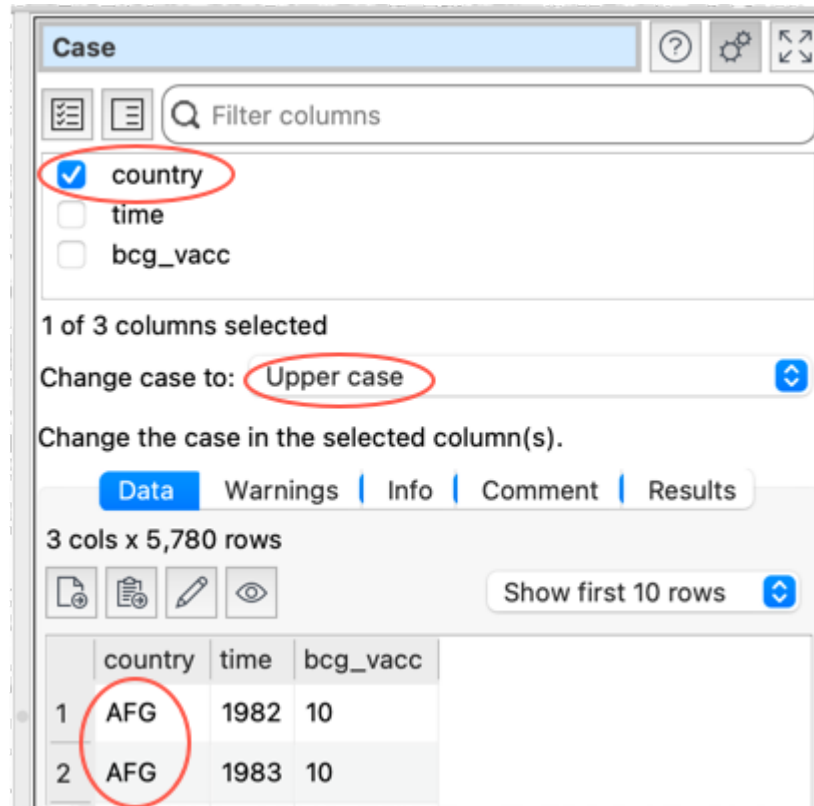 Case
Filter columns
country
time
bcg_vacc
1 of 3 columns selected
Change case to: Upper case
Change the case in the selected column(s).
Data Warnings Info Comment Results
3 cols x 5,780 rows
Show first 10 rows
country time bcg_vacc
1 AFG 1982 10
2 AFG 1983 10